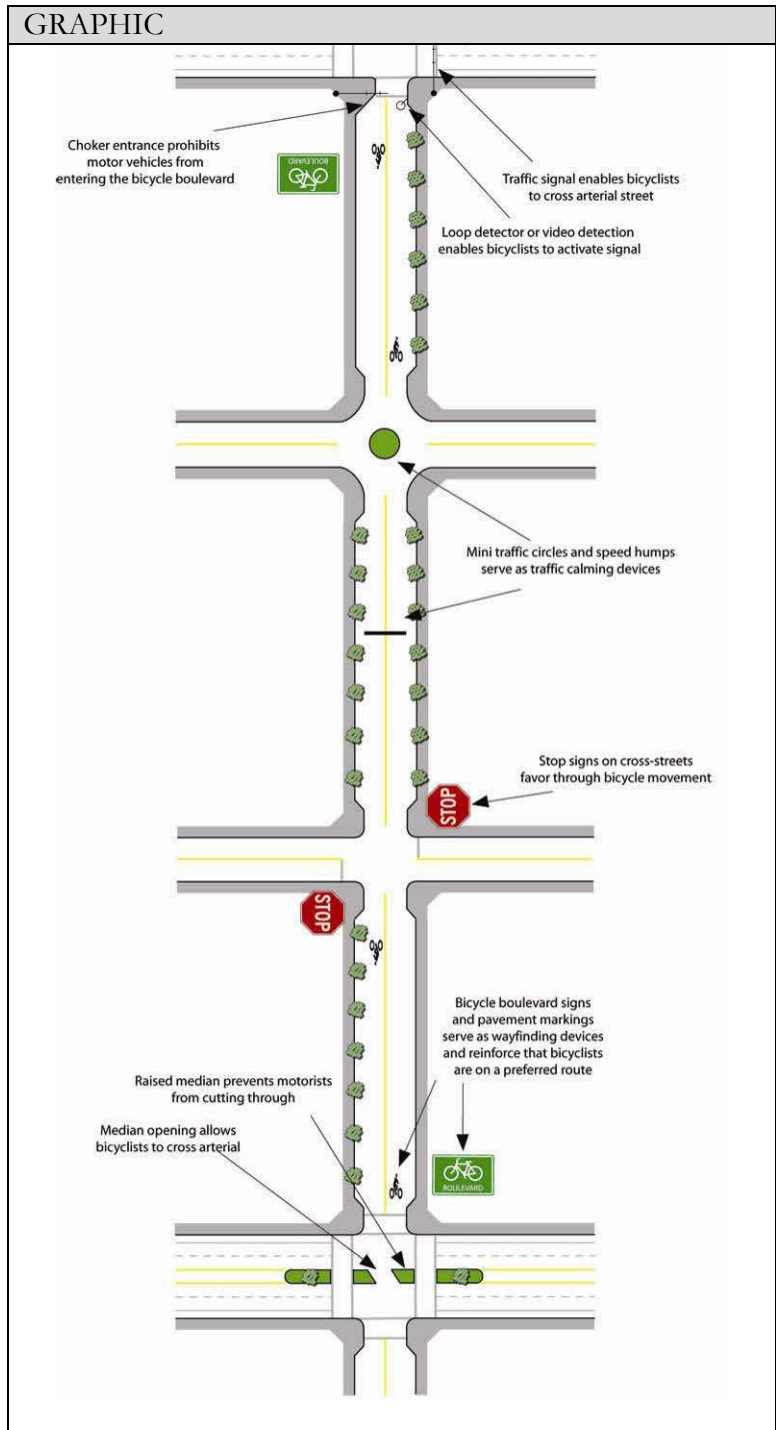 GRAPHIC
Choker entrance prohibits
motor vehicles from
entering the bicycle boulevard
BOULEVARD
Traffic signal enables bicyclists
to cross arterial street
Loop detector or video detection
enables bicyclists to activate signal
Mini traffic circles and speed humps
serve as traffic calming devices
Stop signs on cross-streets
favor through bicycle movement
STOP
STOP
Bicycle boulevard signs
and pavement markings
serve as wayfinding devices
and reinforce that bicyclists
are on a preferred route
Raised median prevents motorists
from cutting through
Median opening allows
bicyclists to cross arterial
BOULEVARD